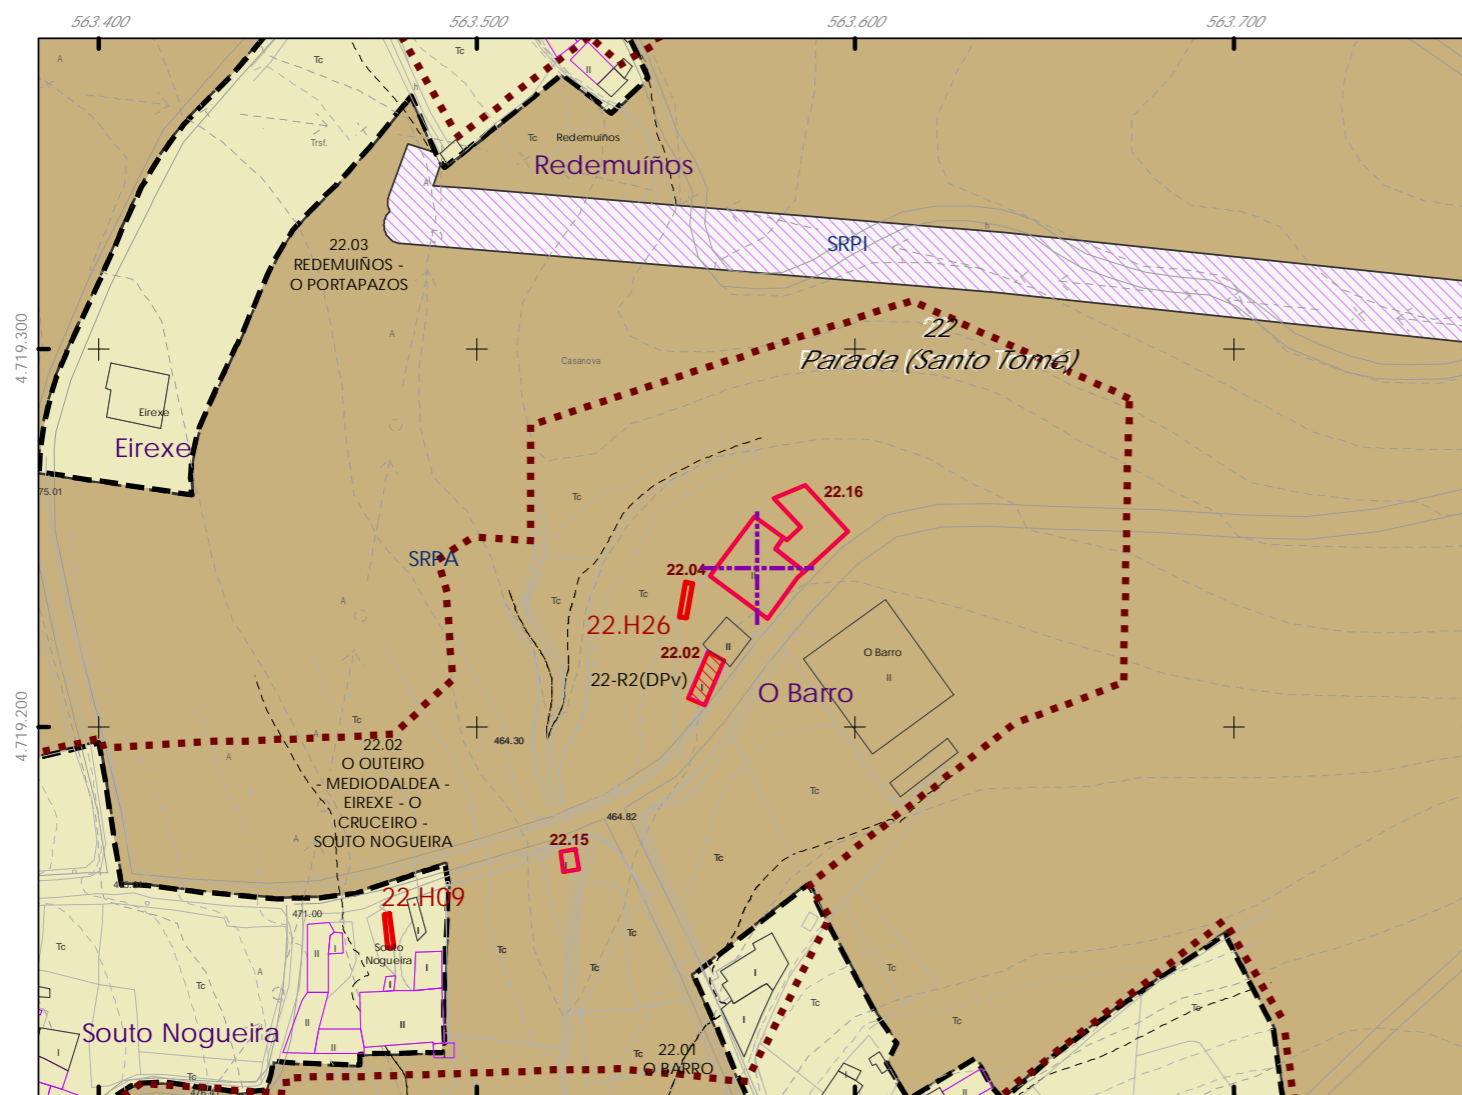 563.400
563.500
563.600
563.700
A
Tc
Tc
II
h
Trsf.
Tc
Redemuíños
Redemuíños
A
h
SRPI
22.03
REDEMUIÑOS -
O PORTAPAZOS
4.719.300
A
22
Parada (Santo Tomé)
Casanova
Eirexe
Eirexe
75.01
Tc
22.16
SRPA
22.04
II
Tc
Tc
A
22.H26
22.02
II
O Barro
II
22-R2(DPv)
I
O Barro
4.719.200
Tc
A
22.02
O OUTEIRO
- MEDIODALDEA -
EIREXE - O
CRUCEIRO -
SOUTO NOGUEIRA
464.30
Tc
A
464.82
22.15
I
Tc
22.H09
471.00
Tc
Souto
Nogueira
I
II
I
Tc
Tc
Tc
Tc
A
I
I
I
Tc
Tc
Tc
Tc
Souto Nogueira
II
II
II
I
I
Tc
22.01
O BARRO
Tc
II